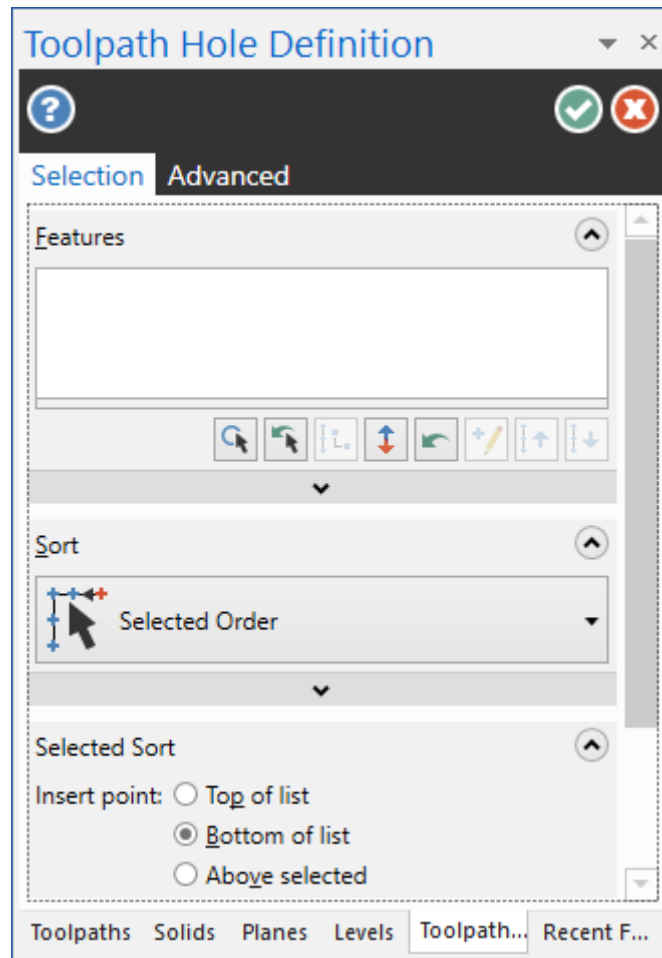 Toolpath Hole Definition
Selection Advanced
Features
Sort
Selected Order
Selected Sort
Insert point: Top of list
Bottom of list
Above selected
Toolpaths Solids Planes Levels Toolpath... Recent F...